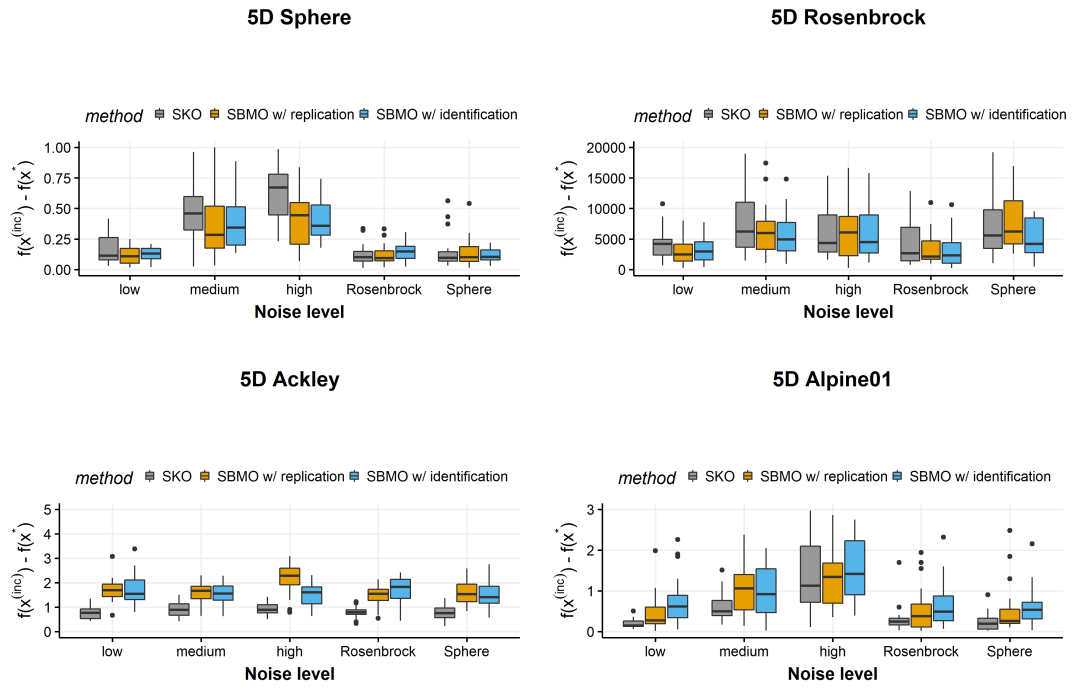 5D Sphere
method SKO SBMO w/ replication SBMO w/ identification
f(x^(inc)) - f(x^*)
1.00
0.75
0.50
0.25
0.00
low medium high Rosenbrock Sphere
Noise level
5D Rosenbrock
method SKO SBMO w/ replication SBMO w/ identification
f(x^(inc)) - f(x^*)
20000
15000
10000
5000
0
low medium high Rosenbrock Sphere
Noise level
5D Ackley
method SKO SBMO w/ replication SBMO w/ identification
f(x^(inc)) - f(x^*)
5
4
3
2
1
0
low medium high Rosenbrock Sphere
Noise level
5D Alpine01
method SKO SBMO w/ replication SBMO w/ identification
f(x^(inc)) - f(x^*)
3
2
1
0
low medium high Rosenbrock Sphere
Noise level